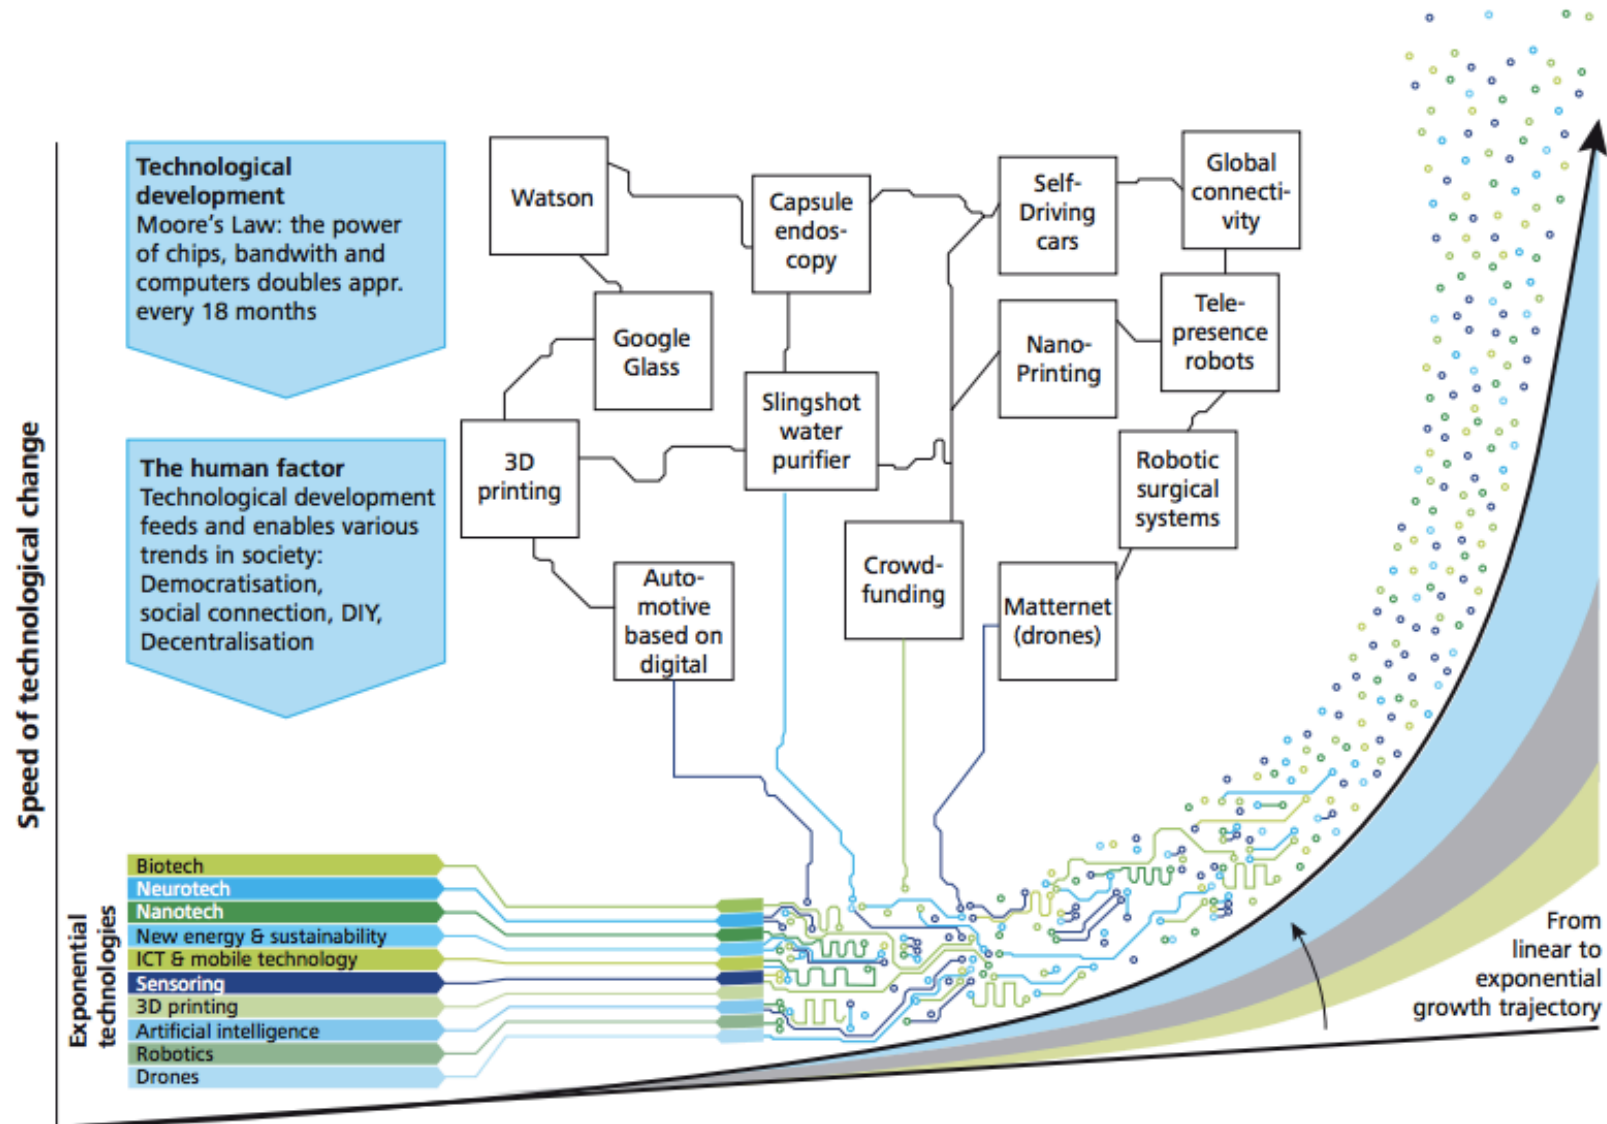 Speed of technological change
Technological
development
Moore's Law: the power
of chips, bandwith and
computers doubles appr.
every 18 months
The human factor
Technological development
feeds and enables various
trends in society:
Democratisation,
social connection, DIY,
Decentralisation
Watson
Capsule
endos-
copy
Self-
Driving
cars
Global
connecti-
vity
Google
Glass
Nano-
Printing
Tele-
presence
robots
3D
printing
Slingshot
water
purifier
Robotic
surgical
systems
Auto-
motive
based on
digital
Crowd-
funding
Matternet
(drones)
Exponential
technologies
Biotech
Neurotech
Nanotech
New energy & sustainability
ICT & mobile technology
Sensoring
3D printing
Artificial intelligence
Robotics
Drones
From
linear to
exponential
growth trajectory